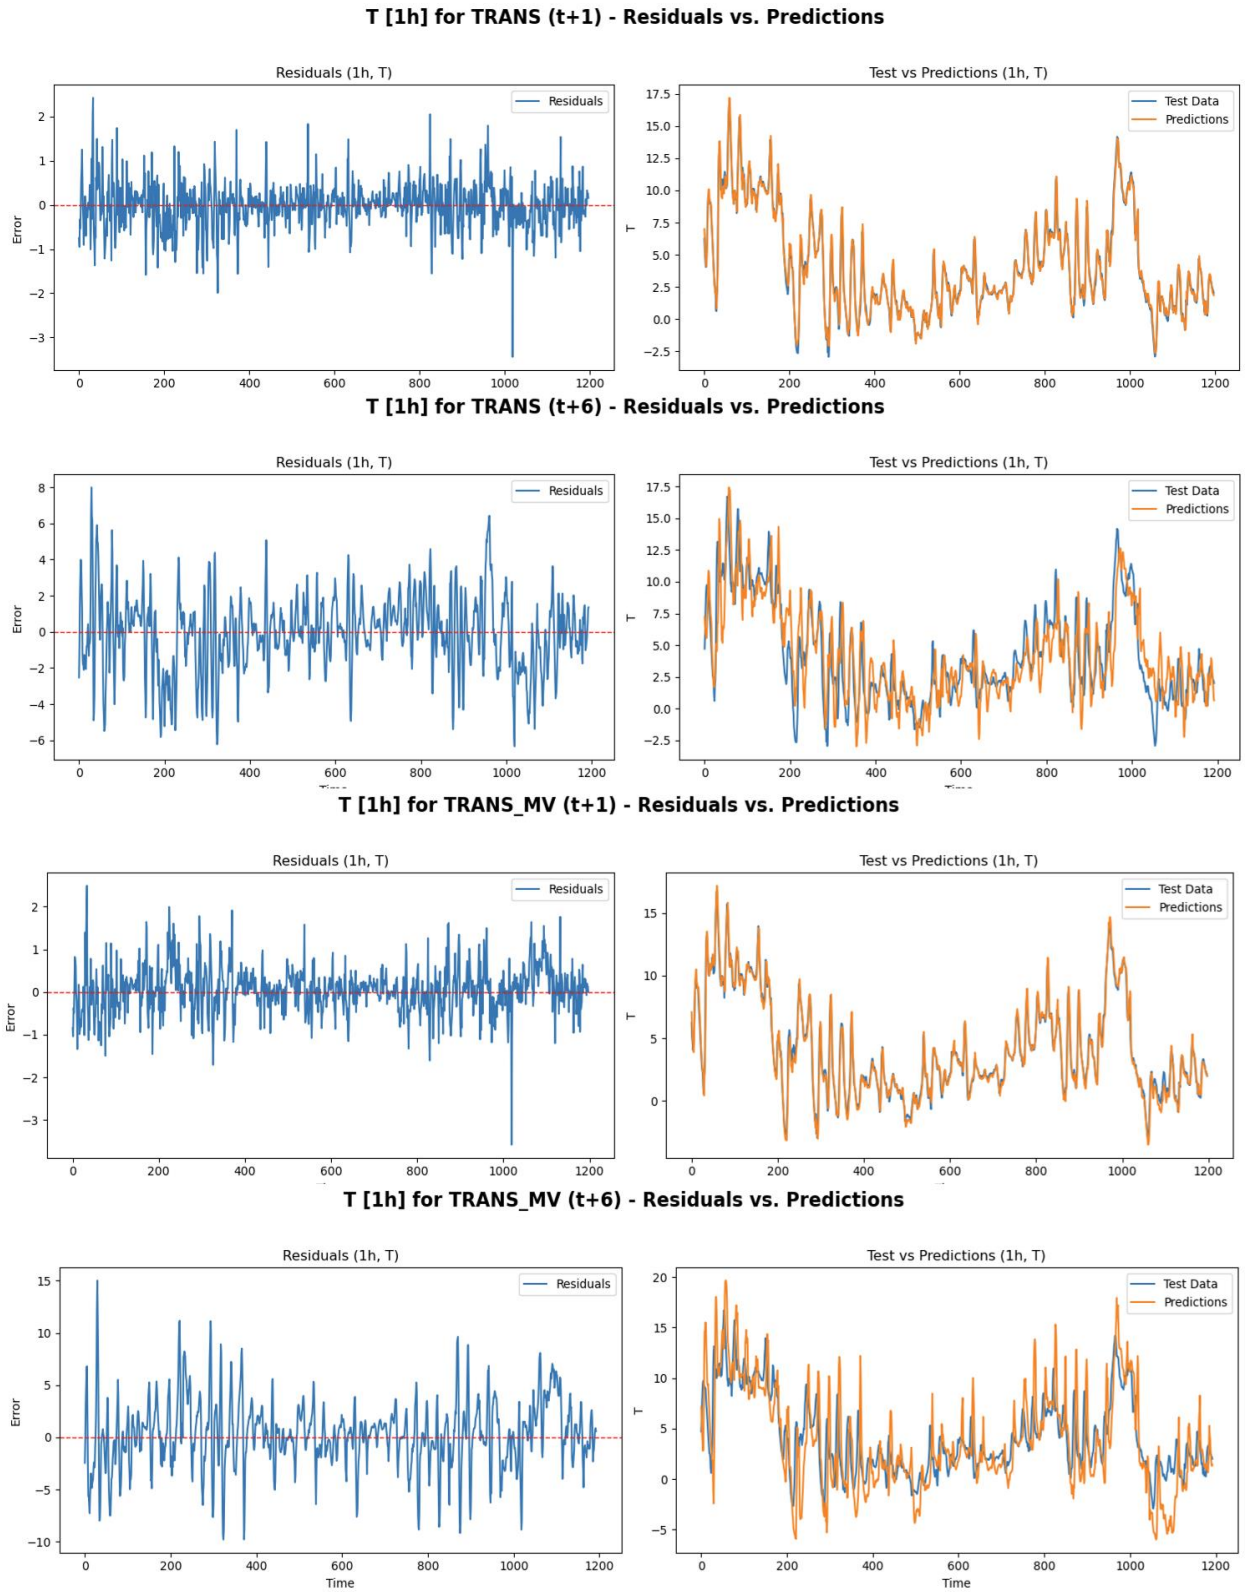 T [1h] for TRANS (t+1) - Residuals vs. Predictions
Residuals (1h, T)
Residuals
Error
2
1
0
−1
−2
−3
0 200 400 600 800 1000 1200
Test vs Predictions (1h, T)
Test Data
Predictions
T
17.5
15.0
12.5
10.0
7.5
5.0
2.5
0.0
−2.5
0 200 400 600 800 1000 1200
T [1h] for TRANS (t+6) - Residuals vs. Predictions
Residuals (1h, T)
Residuals
Error
8
6
4
2
0
−2
−4
−6
0 200 400 600 800 1000 1200
Test vs Predictions (1h, T)
Test Data
Predictions
T
17.5
15.0
12.5
10.0
7.5
5.0
2.5
0.0
−2.5
0 200 400 600 800 1000 1200
T [1h] for TRANS_MV (t+1) - Residuals vs. Predictions
Residuals (1h, T)
Residuals
Error
2
1
0
−1
−2
−3
0 200 400 600 800 1000 1200
Test vs Predictions (1h, T)
Test Data
Predictions
T
15
10
5
0
0 200 400 600 800 1000 1200
T [1h] for TRANS_MV (t+6) - Residuals vs. Predictions
Residuals (1h, T)
Residuals
Error
15
10
5
0
−5
−10
0 200 400 600 800 1000 1200
Time
Test vs Predictions (1h, T)
Test Data
Predictions
T
20
15
10
5
0
−5
0 200 400 600 800 1000 1200
Time